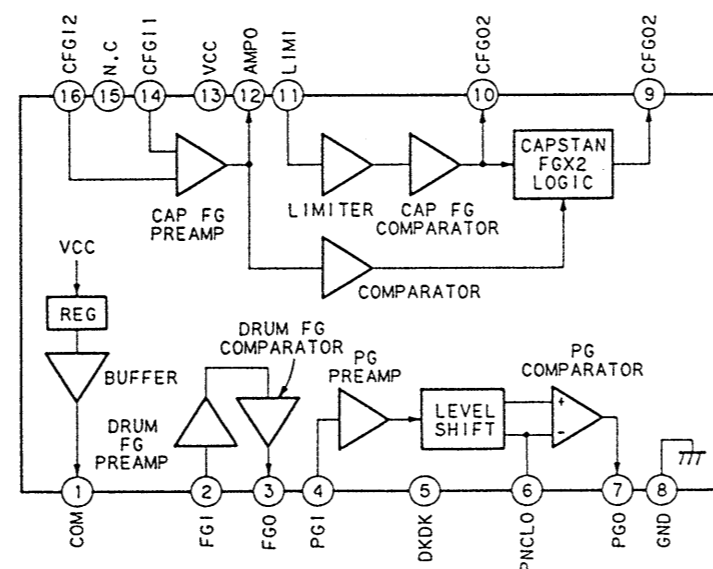 CFGI2
N.C
CFGI1
VCC
AMPO
LIMI
CFGO2
CFGO2
16
15
14
13
12
11
10
9
CAP FG
PREAMP
LIMITER
CAP FG
COMPARATOR
CAPSTAN
FGX2
LOGIC
COMPARATOR
VCC
REG
BUFFER
DRUM FG
COMPARATOR
DRUM
FG
PREAMP
PG
PREAMP
LEVEL
SHIFT
PG
COMPARATOR
+
-
1
2
3
4
5
6
7
8
COM
FGI
FGO
PGI
DKDK
PNCLO
PGO
GND